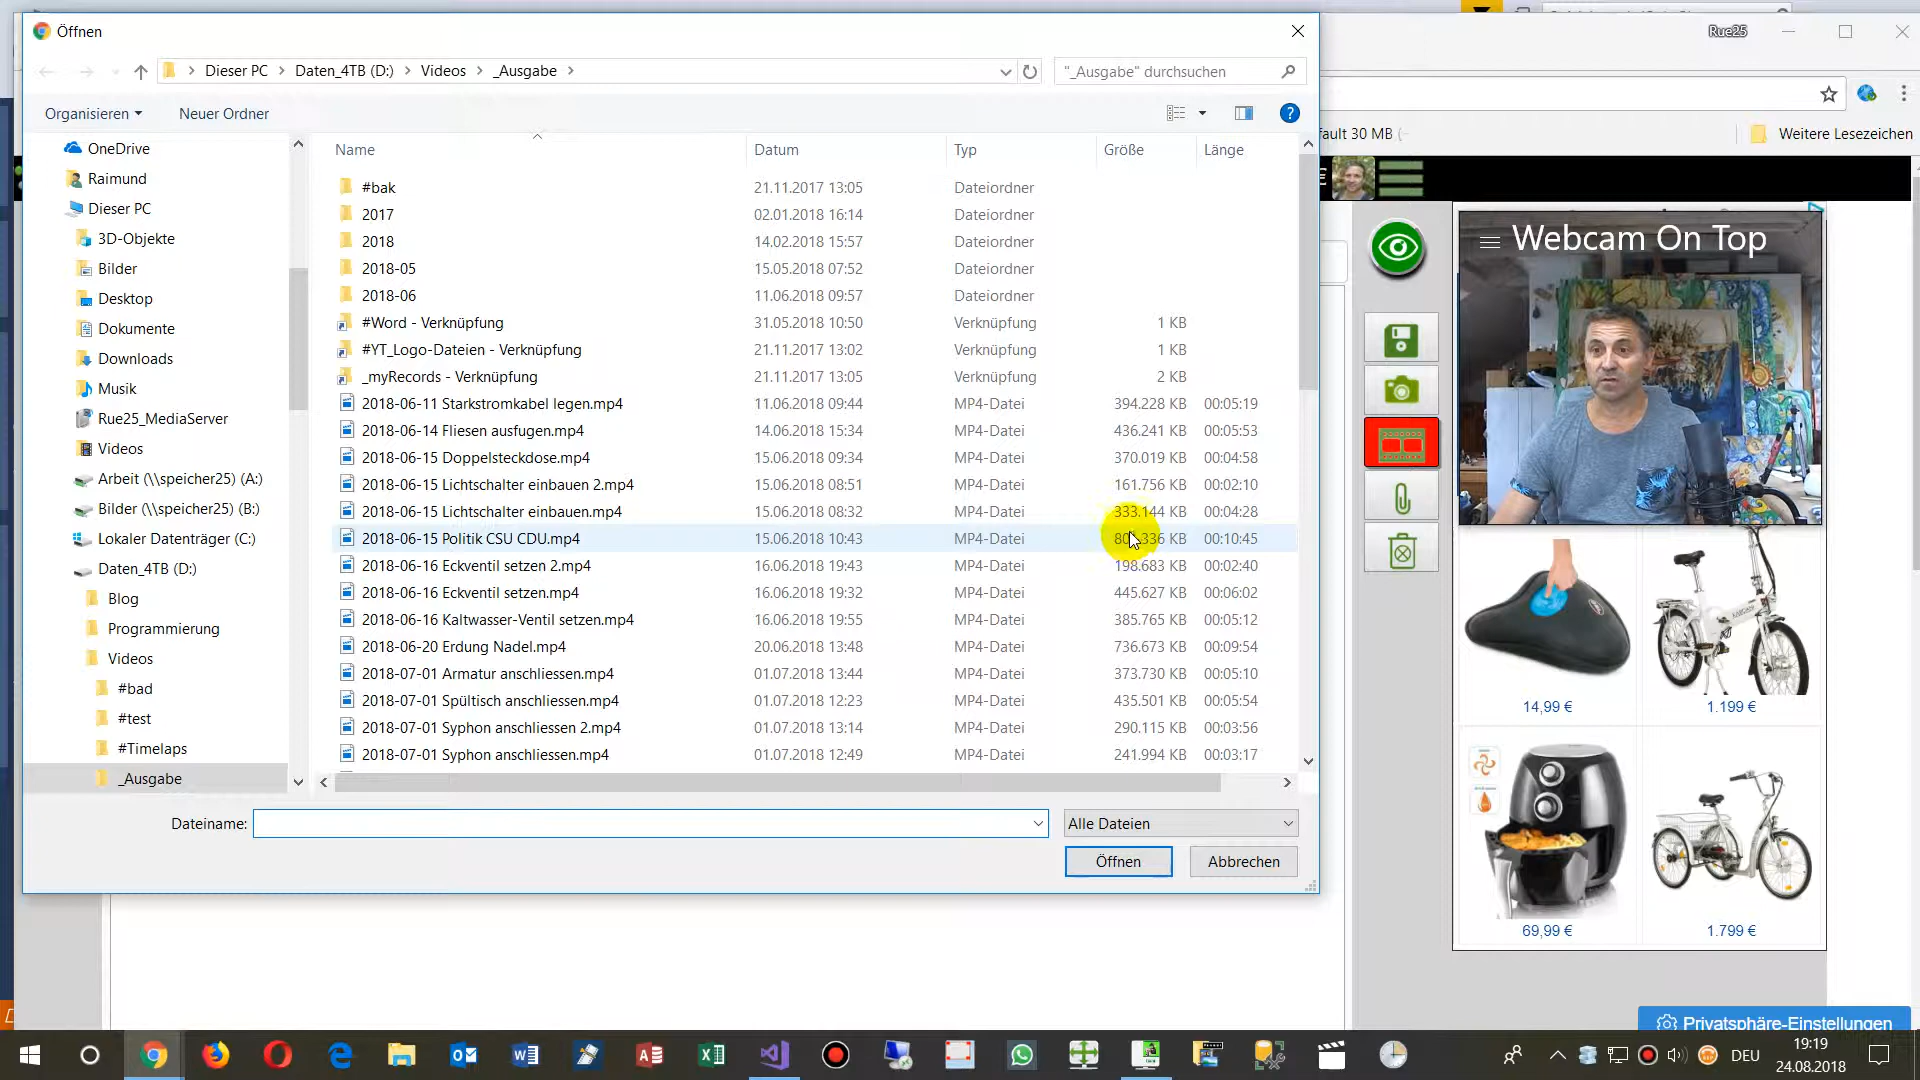 Öffnen
Rue25
Dieser PC > Daten_4TB (D:) > Videos > _Ausgabe >
"_Ausgabe" durchsuchen
Organisieren
Neuer Ordner
fault 30 MB (
Weitere Lesezeichen
OneDrive
Raimund
Dieser PC
3D-Objekte
Bilder
Desktop
Dokumente
Downloads
Musik
Rue25_MediaServer
Videos
Arbeit (\\speicher25) (A:)
Bilder (\\speicher25) (B:)
Lokaler Datenträger (C:)
Daten_4TB (D:)
Blog
Programmierung
Videos
#bad
#test
#Timelaps
_Ausgabe
Name Datum Typ Größe Länge
#bak 21.11.2017 13:05 Dateiordner
2017 02.01.2018 16:14 Dateiordner
2018 14.02.2018 15:57 Dateiordner
2018-05 15.05.2018 07:52 Dateiordner
2018-06 11.06.2018 09:57 Dateiordner
#Word - Verknüpfung 31.05.2018 10:50 Verknüpfung 1 KB
#YT_Logo-Dateien - Verknüpfung 21.11.2017 13:02 Verknüpfung 1 KB
_myRecords - Verknüpfung 21.11.2017 13:05 Verknüpfung 2 KB
2018-06-11 Starkstromkabel legen.mp4 11.06.2018 09:44 MP4-Datei 394.228 KB 00:05:19
2018-06-14 Fliesen ausfugen.mp4 14.06.2018 15:34 MP4-Datei 436.241 KB 00:05:53
2018-06-15 Doppelsteckdose.mp4 15.06.2018 09:34 MP4-Datei 370.019 KB 00:04:58
2018-06-15 Lichtschalter einbauen 2.mp4 15.06.2018 08:51 MP4-Datei 161.756 KB 00:02:10
2018-06-15 Lichtschalter einbauen.mp4 15.06.2018 08:32 MP4-Datei 333.144 KB 00:04:28
2018-06-15 Politik CSU CDU.mp4 15.06.2018 10:43 MP4-Datei KB 00:10:45
2018-06-16 Eckventil setzen 2.mp4 16.06.2018 19:43 MP4-Datei 198.683 KB 00:02:40
2018-06-16 Eckventil setzen.mp4 16.06.2018 19:32 MP4-Datei 445.627 KB 00:06:02
2018-06-16 Kaltwasser-Ventil setzen.mp4 16.06.2018 19:55 MP4-Datei 385.765 KB 00:05:12
2018-06-20 Erdung Nadel.mp4 20.06.2018 13:48 MP4-Datei 736.673 KB 00:09:54
2018-07-01 Armatur anschliessen.mp4 01.07.2018 13:44 MP4-Datei 373.730 KB 00:05:10
2018-07-01 Spültisch anschliessen.mp4 01.07.2018 12:23 MP4-Datei 435.501 KB 00:05:54
2018-07-01 Syphon anschliessen 2.mp4 01.07.2018 13:14 MP4-Datei 290.115 KB 00:03:56
2018-07-01 Syphon anschliessen.mp4 01.07.2018 12:49 MP4-Datei 241.994 KB 00:03:17
Dateiname:
Alle Dateien
Öffnen
Abbrechen
Webcam On Top
14,99 €
1.199 €
69,99 €
1.799 €
Privatsphäre-Einstellungen
DEU
19:19
24.08.2018